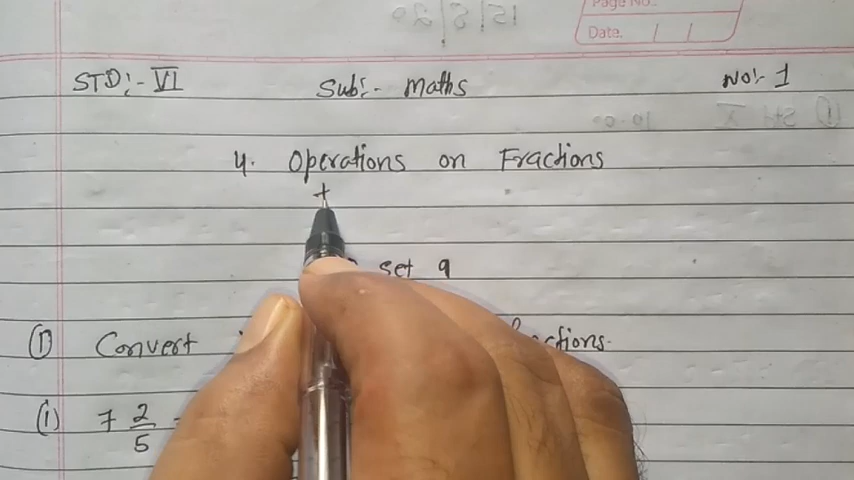 Page No.
Date. / /
STD:- VI Sub:- Maths No:- 1
4. Operations on Fractions
+
set 9
① Convert
(i) 7 2/5